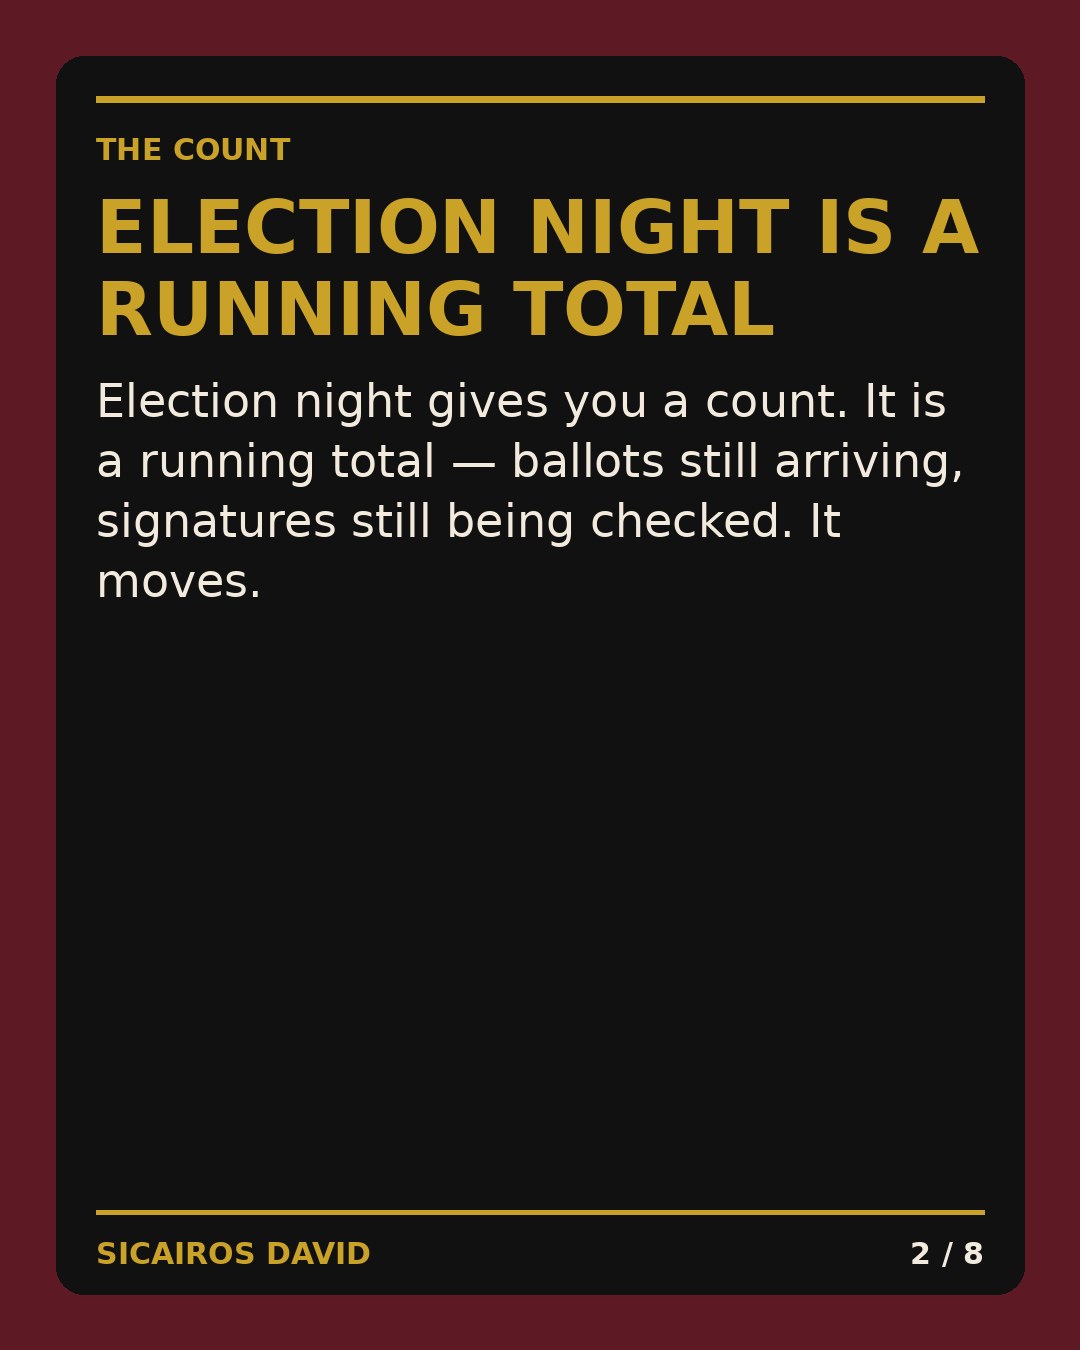 THE COUNT
ELECTION NIGHT IS A
RUNNING TOTAL
Election night gives you a count. It is
a running total — ballots still arriving,
signatures still being checked. It
moves.
SICAIROS DAVID
2 / 8